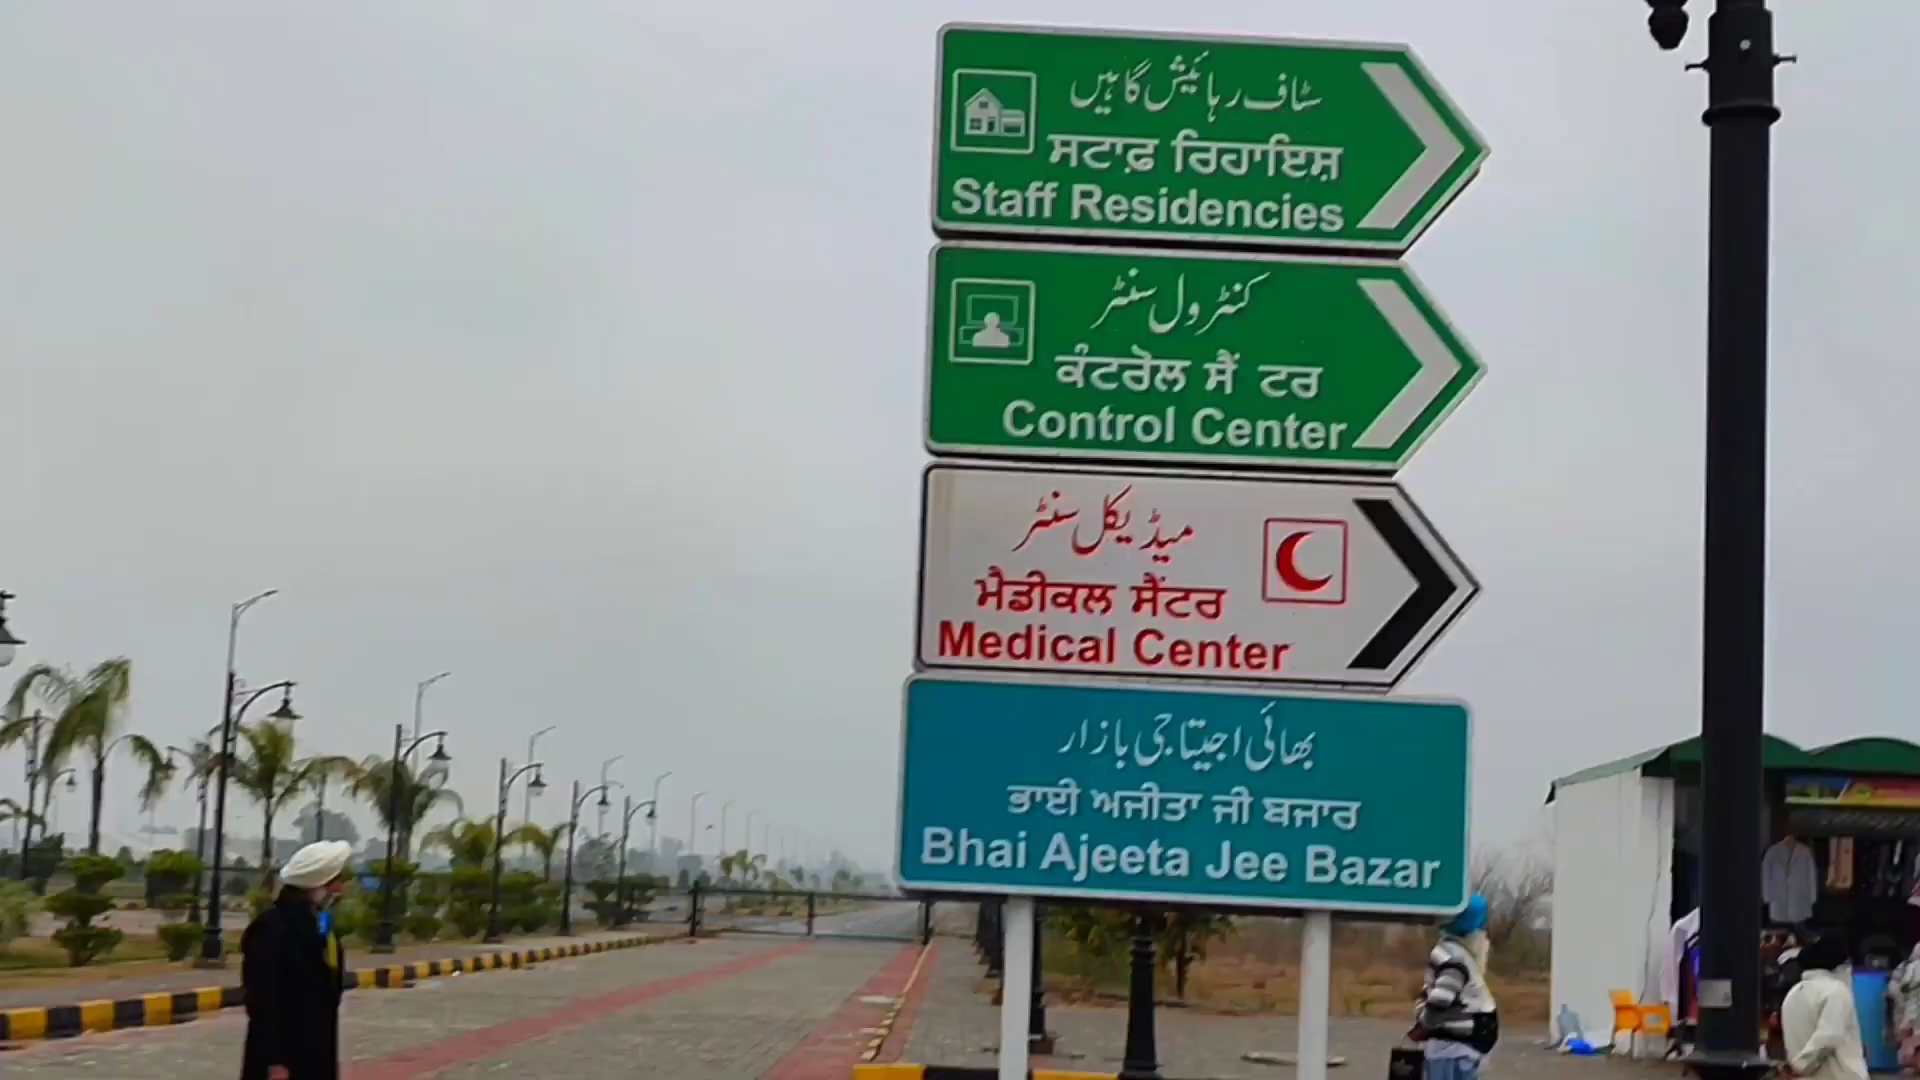 سٹاف رہائیش گاہیں
ਸਟਾਫ਼ ਰਿਹਾਇਸ਼
Staff Residencies
کنٹرول سنٹر
ਕੰਟਰੋਲ ਸੈਂ ਟਰ
Control Center
میڈیکل سنٹر
ਮੈਡੀਕਲ ਸੈਂਟਰ
Medical Center
بھائی اجیتا جی بازار
ਭਾਈ ਅਜੀਤਾ ਜੀ ਬਜਾਰ
Bhai Ajeeta Jee Bazar